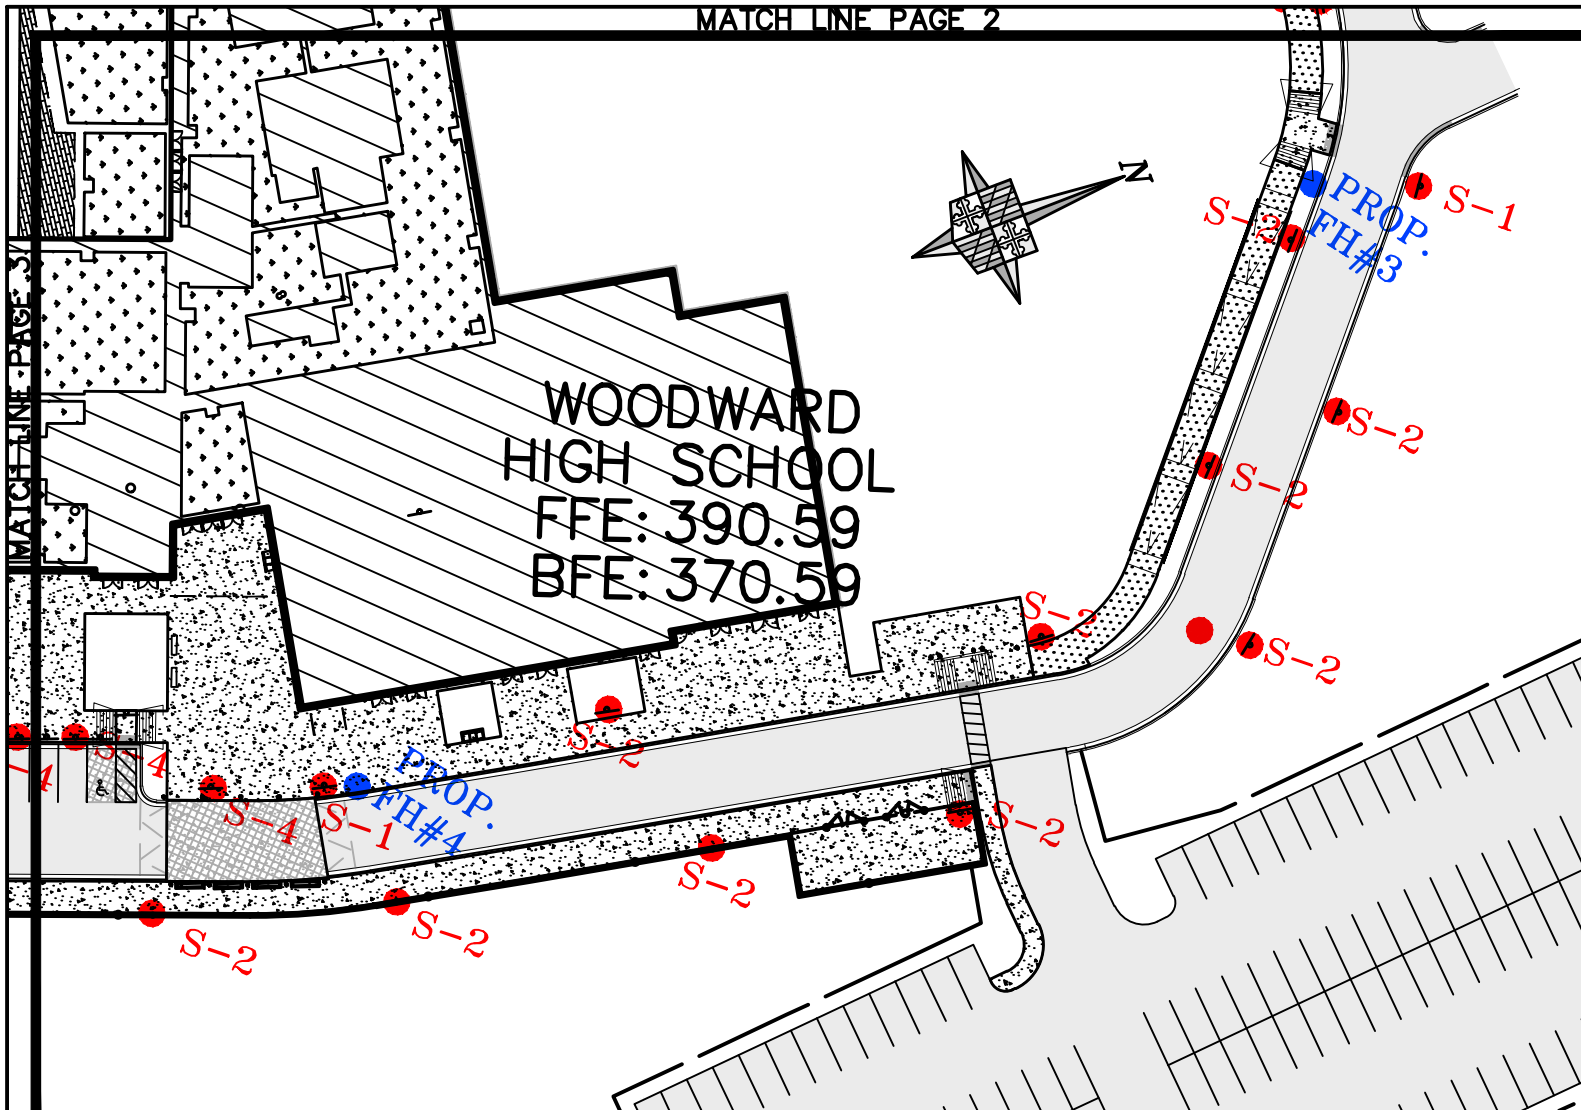 MATCH LINE PAGE 2
MATCH LINE PAGE 3
N
S-1
S-2
PROP.
FH#3
S-2
S-2
WOODWARD
HIGH SCHOOL
FFE: 390.59
BFE: 370.59
S-2
S-2
S-2
S-4
-4
PROP.
FH#4
S-4
S-1
S-2
S-2
S-2
S-2